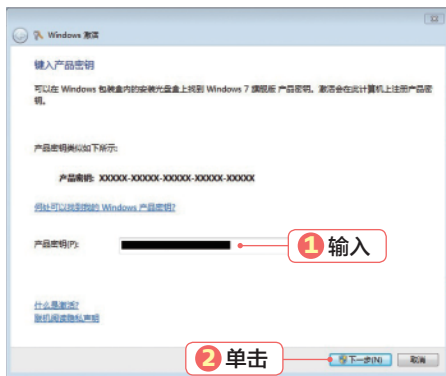 Windows 激活
键入产品密钥
可以在 Windows 包装盒内的安装光盘盒上找到 Windows 7 旗舰版 产品密钥。激活会在此计算机上注册产品密
钥。
产品密钥类似如下所示:
产品密钥: XXXXX-XXXXX-XXXXX-XXXXX-XXXXX
何处可以找到我的 Windows 产品密钥?
产品密钥(P):
1 输入
什么是激活?
联机阅读隐私声明
2 单击
下一步(N)
取消